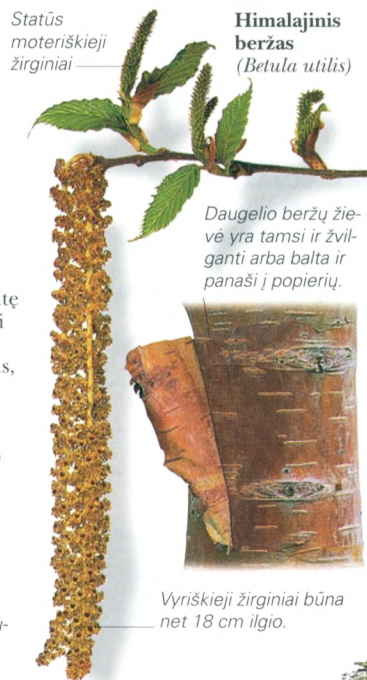 Statūs
moteriškieji
žirginiai
Himalajinis
beržas
(Betula utilis)
Daugelio beržų žie-
vė yra tamsi ir žvil-
ganti arba balta ir
panaši į popierių.
Vyriškieji žirginiai būna
net 18 cm ilgio.